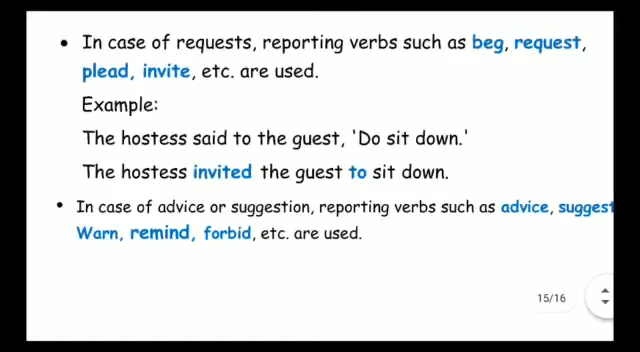 • In case of requests, reporting verbs such as beg, request,
plead, invite, etc. are used.
Example:
The hostess said to the guest, 'Do sit down.'
The hostess invited the guest to sit down.
• In case of advice or suggestion, reporting verbs such as advice, suggest
Warn, remind, forbid, etc. are used.
15/16